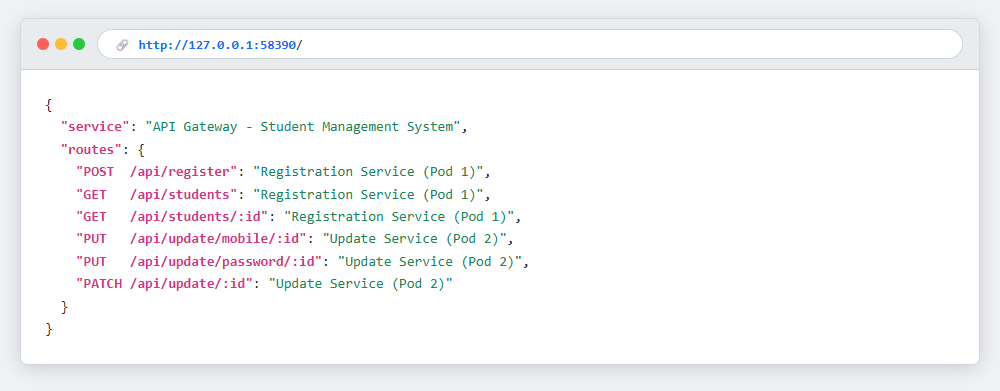 http://127.0.0.1:58390/
{
  "service": "API Gateway - Student Management System",
  "routes": {
    "POST  /api/register": "Registration Service (Pod 1)",
    "GET   /api/students": "Registration Service (Pod 1)",
    "GET   /api/students/:id": "Registration Service (Pod 1)",
    "PUT   /api/update/mobile/:id": "Update Service (Pod 2)",
    "PUT   /api/update/password/:id": "Update Service (Pod 2)",
    "PATCH /api/update/:id": "Update Service (Pod 2)"
  }
}